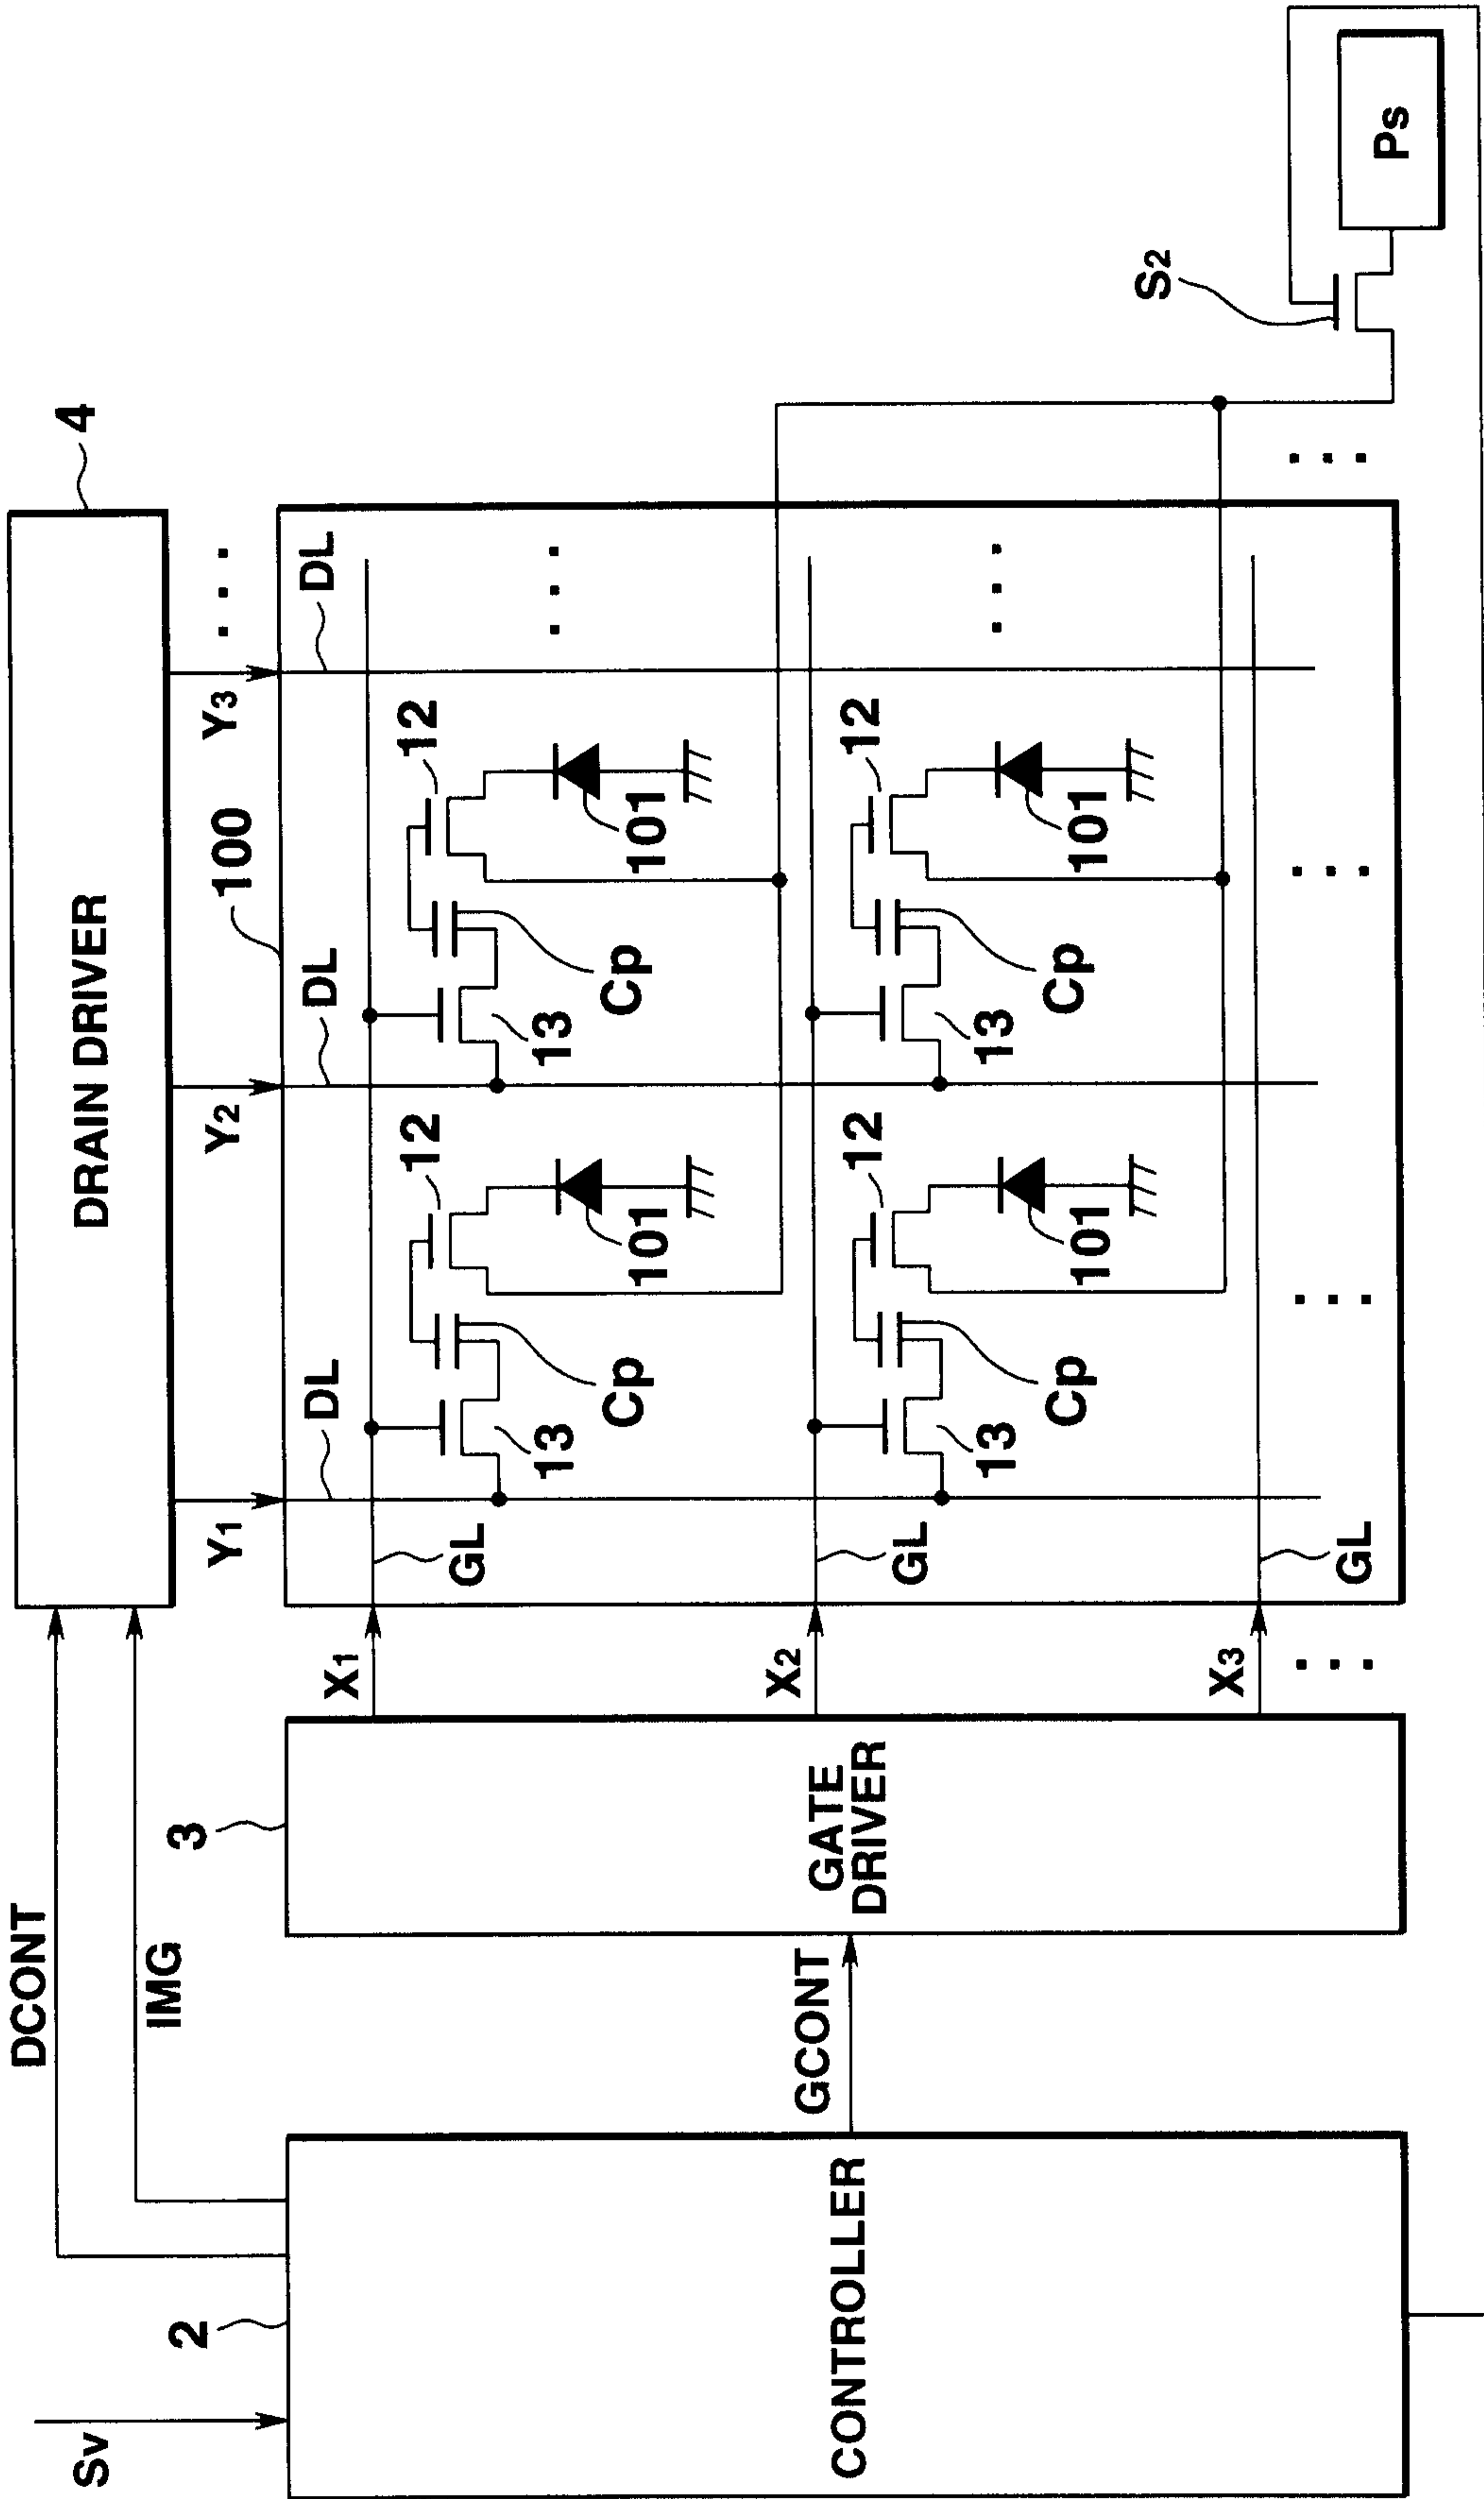 Sv
2
CONTROLLER
DCONT
IMG
GCONT
3
GATE
DRIVER
DRAIN DRIVER
4
X1
X2
X3
Y1
Y2
Y3
100
DL
DL
DL
GL
GL
GL
13
Cp
12
101
13
Cp
12
101
13
Cp
12
101
13
Cp
12
101
S2
Ps